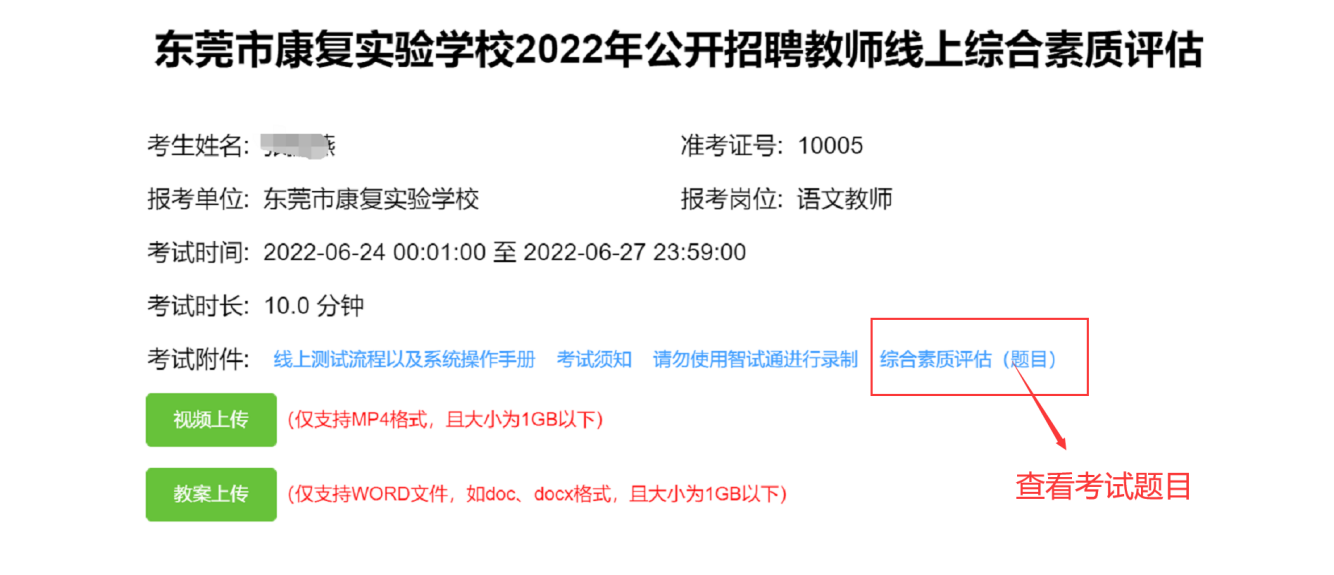 东莞市康复实验学校2022年公开招聘教师线上综合素质评估
考生姓名: 燕 准考证号: 10005
报考单位: 东莞市康复实验学校 报考岗位: 语文教师
考试时间: 2022-06-24 00:01:00 至 2022-06-27 23:59:00
考试时长: 10.0 分钟
考试附件: 线上测试流程以及系统操作手册 考试须知 请勿使用智试通进行录制 综合素质评估（题目）
视频上传 (仅支持MP4格式，且大小为1GB以下)
教案上传 (仅支持WORD文件，如doc、docx格式，且大小为1GB以下)
查看考试题目